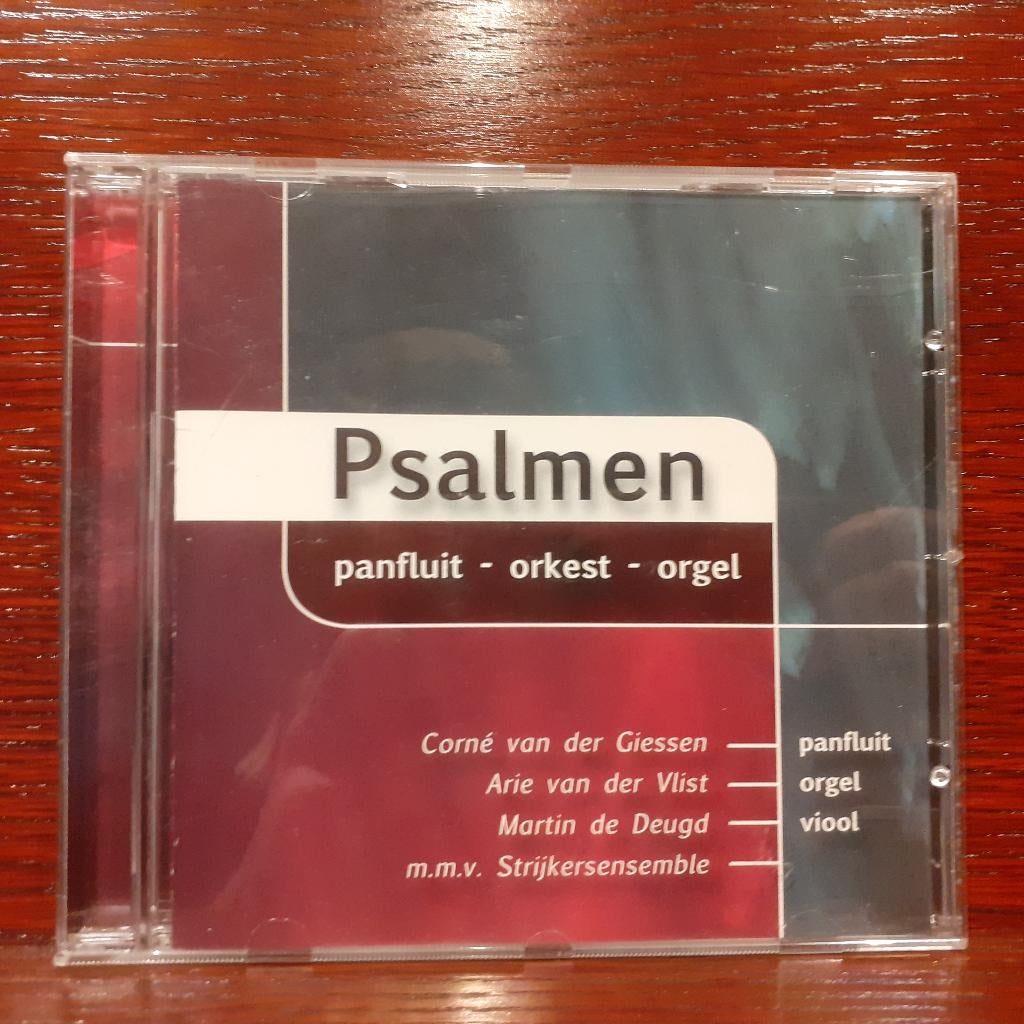 Psalmen
panfluit - orkest - orgel
Corné van der Giessen panfluit
Arie van der Vlist orgel
Martin de Deugd viool
m.m.v. Strijkersensemble